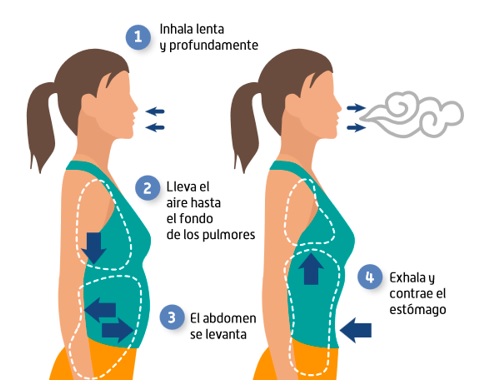 1 Inhala lenta
y profundamente
2 Lleva el
aire hasta
el fondo
de los pulmores
3 El abdomen
se levanta
4 Exhala y
contrae el
estómago